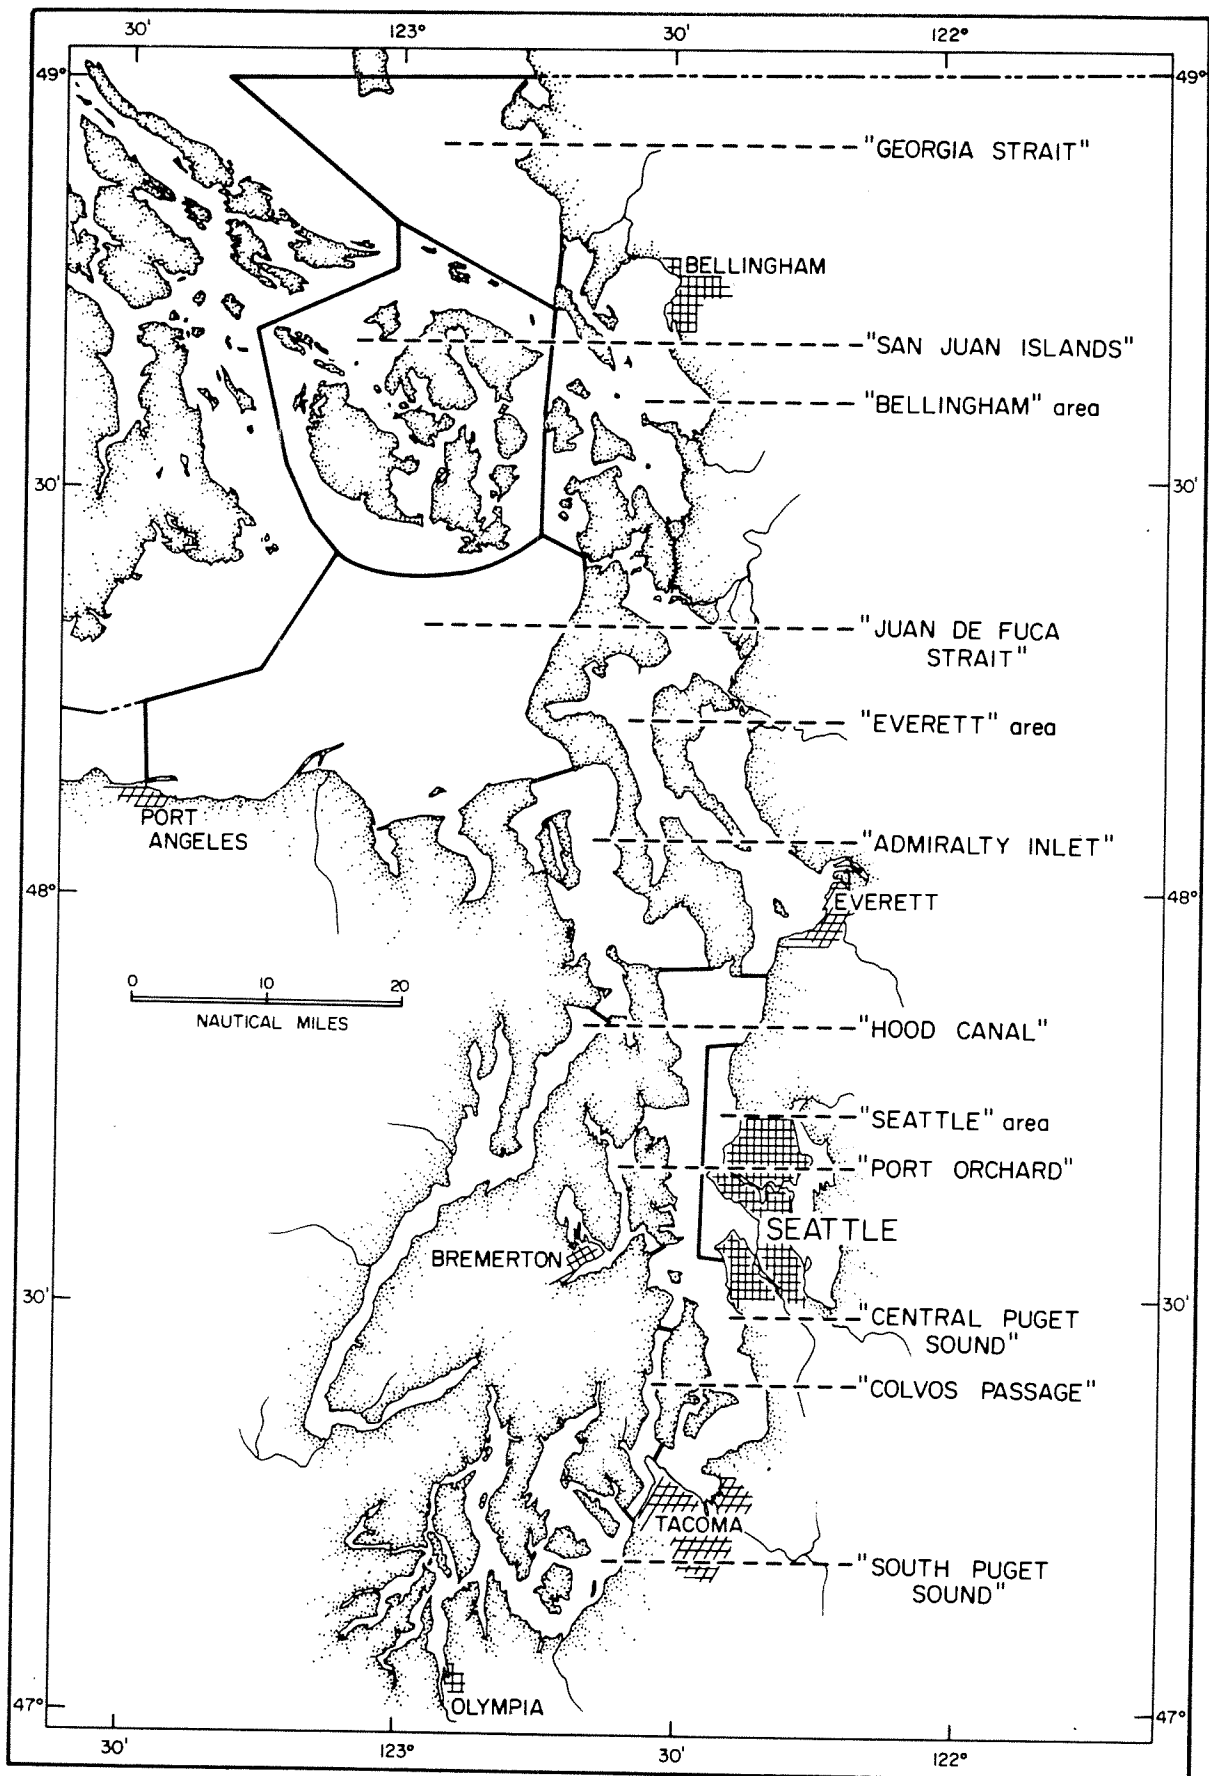 30'
123°
30'
122°
49°
49°
"GEORGIA STRAIT"
BELLINGHAM
"SAN JUAN ISLANDS"
"BELLINGHAM" area
30'
30'
"JUAN DE FUCA
STRAIT"
"EVERETT" area
PORT
ANGELES
"ADMIRALTY INLET"
48°
48°
EVERETT
0
10
20
NAUTICAL MILES
"HOOD CANAL"
"SEATTLE" area
"PORT ORCHARD"
SEATTLE
BREMERTON
30'
30'
"CENTRAL PUGET
SOUND"
"COLVOS PASSAGE"
TACOMA
"SOUTH PUGET
SOUND"
OLYMPIA
47°
47°
30'
123°
30'
122°